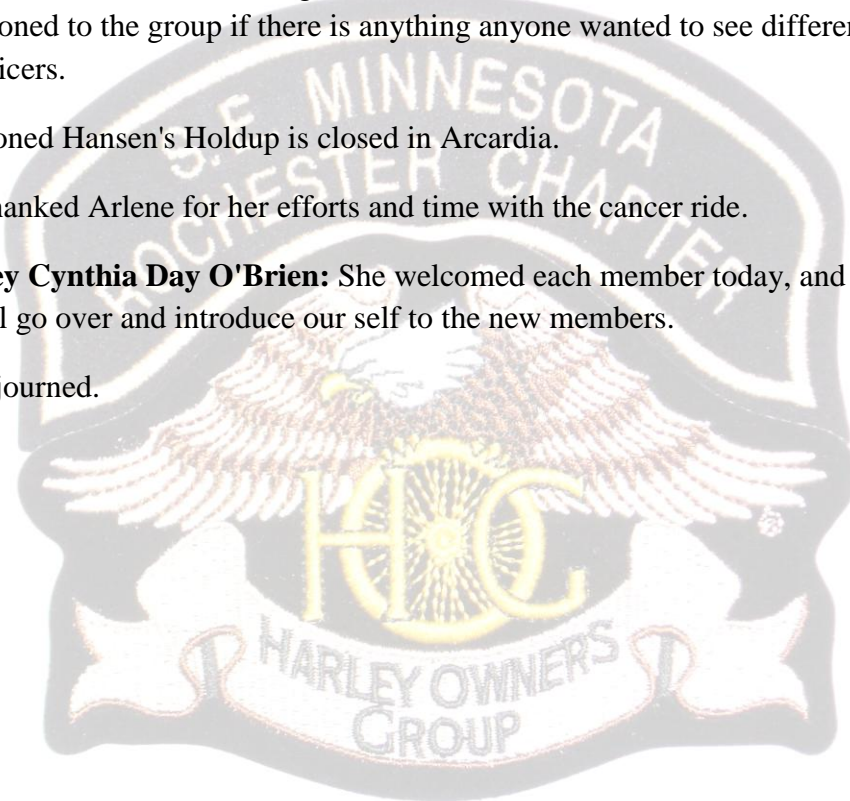 oned to the group if there is anything anyone wanted to see differen
icers.
oned Hansen's Holdup is closed in Arcardia.
hanked Arlene for her efforts and time with the cancer ride.
ey Cynthia Day O'Brien: She welcomed each member today, and
l go over and introduce our self to the new members.
journed.
S.E. MINNESOTA
ROCHESTER CHAPTER
HOG
HARLEY OWNERS
GROUP